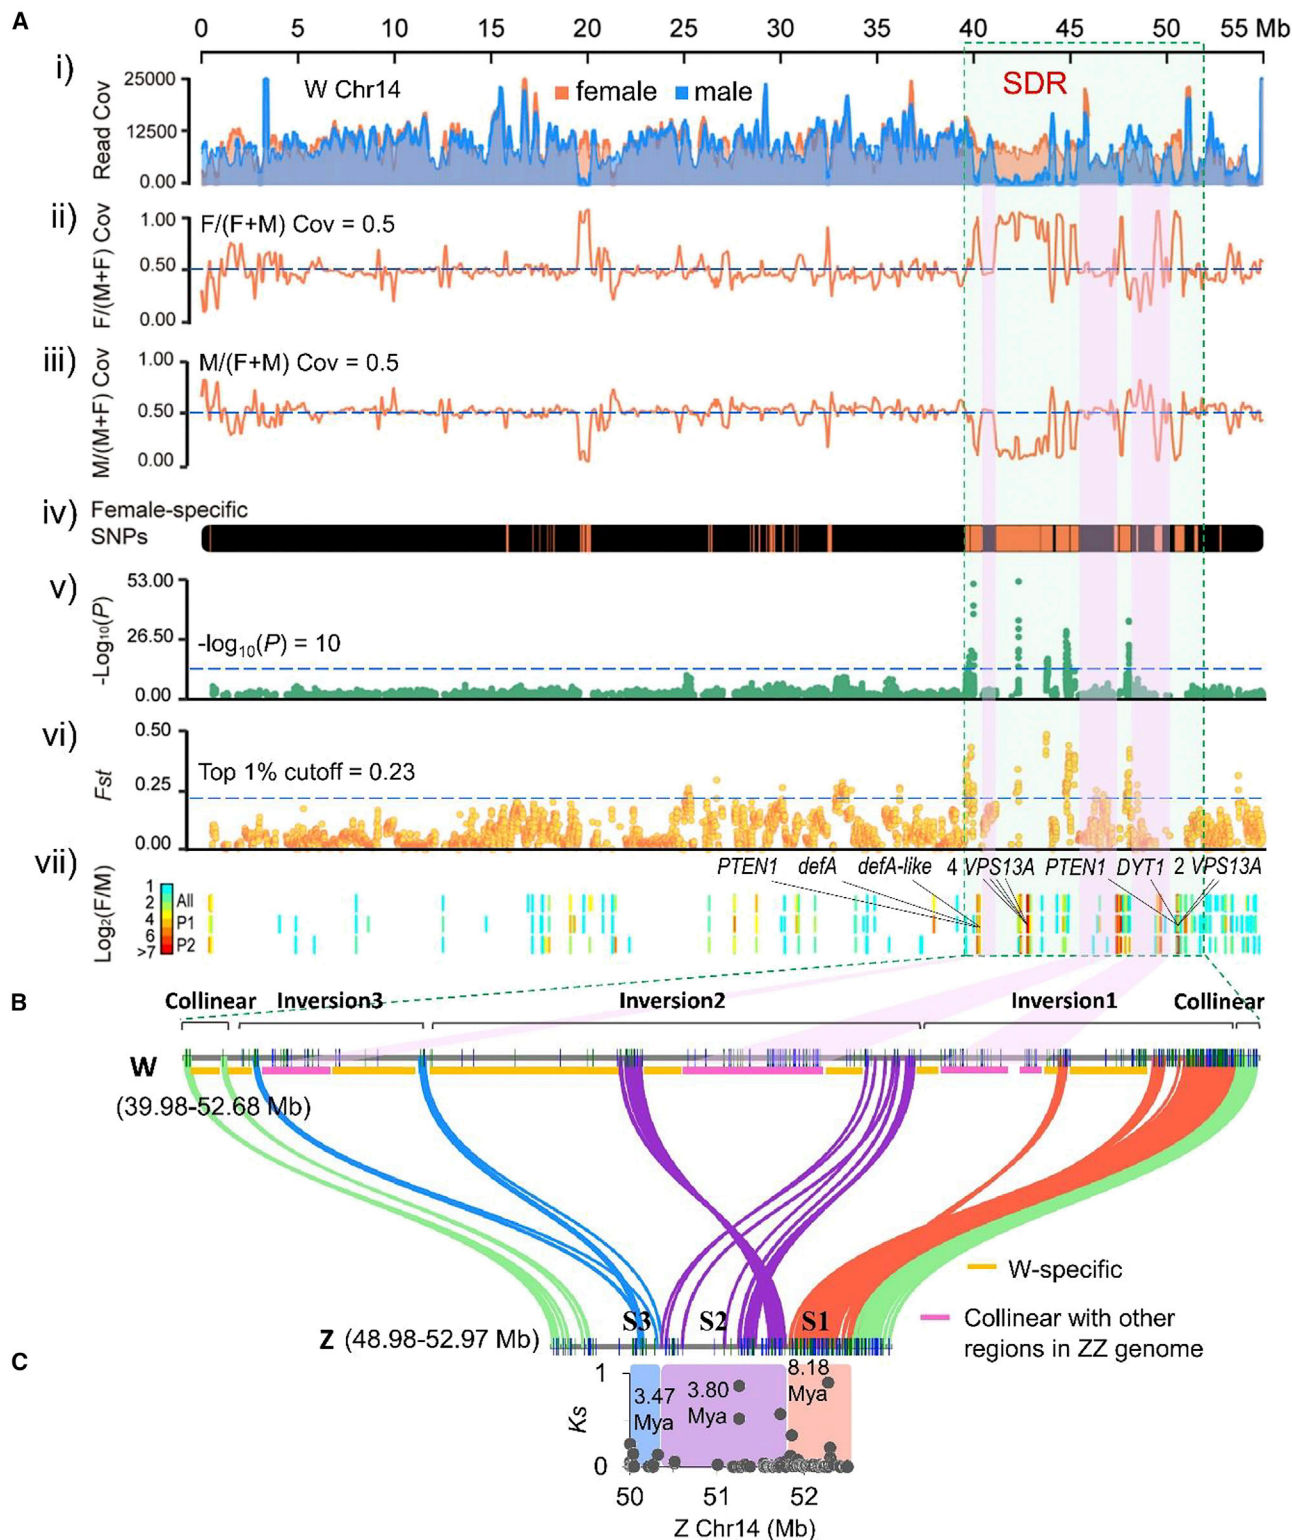 A
0 5 10 15 20 25 30 35 40 45 50 55 Mb
i)
Read Cov
25000
12500
0.00
W Chr14
female
male
SDR
ii)
F/(M+F) Cov
1.00
0.50
0.00
F/(F+M) Cov = 0.5
iii)
M/(M+F) Cov
1.00
0.50
0.00
M/(F+M) Cov = 0.5
iv)
Female-specific
SNPs
v)
-Log10(P)
53.00
26.50
0.00
-log10(P) = 10
vi)
Fst
0.50
0.25
0.00
Top 1% cutoff = 0.23
vii)
Log2(F/M)
1
2
4
6
>7
All
P1
P2
PTEN1 defA defA-like 4 VPS13A PTEN1 DYT1 2 VPS13A
B
Collinear Inversion3 Inversion2 Inversion1 Collinear
W
(39.98-52.68 Mb)
W-specific
Collinear with other
regions in ZZ genome
S3 S2 S1
Z (48.98-52.97 Mb)
C
Ks
1
0
3.47
Mya
3.80
Mya
8.18
Mya
50 51 52
Z Chr14 (Mb)